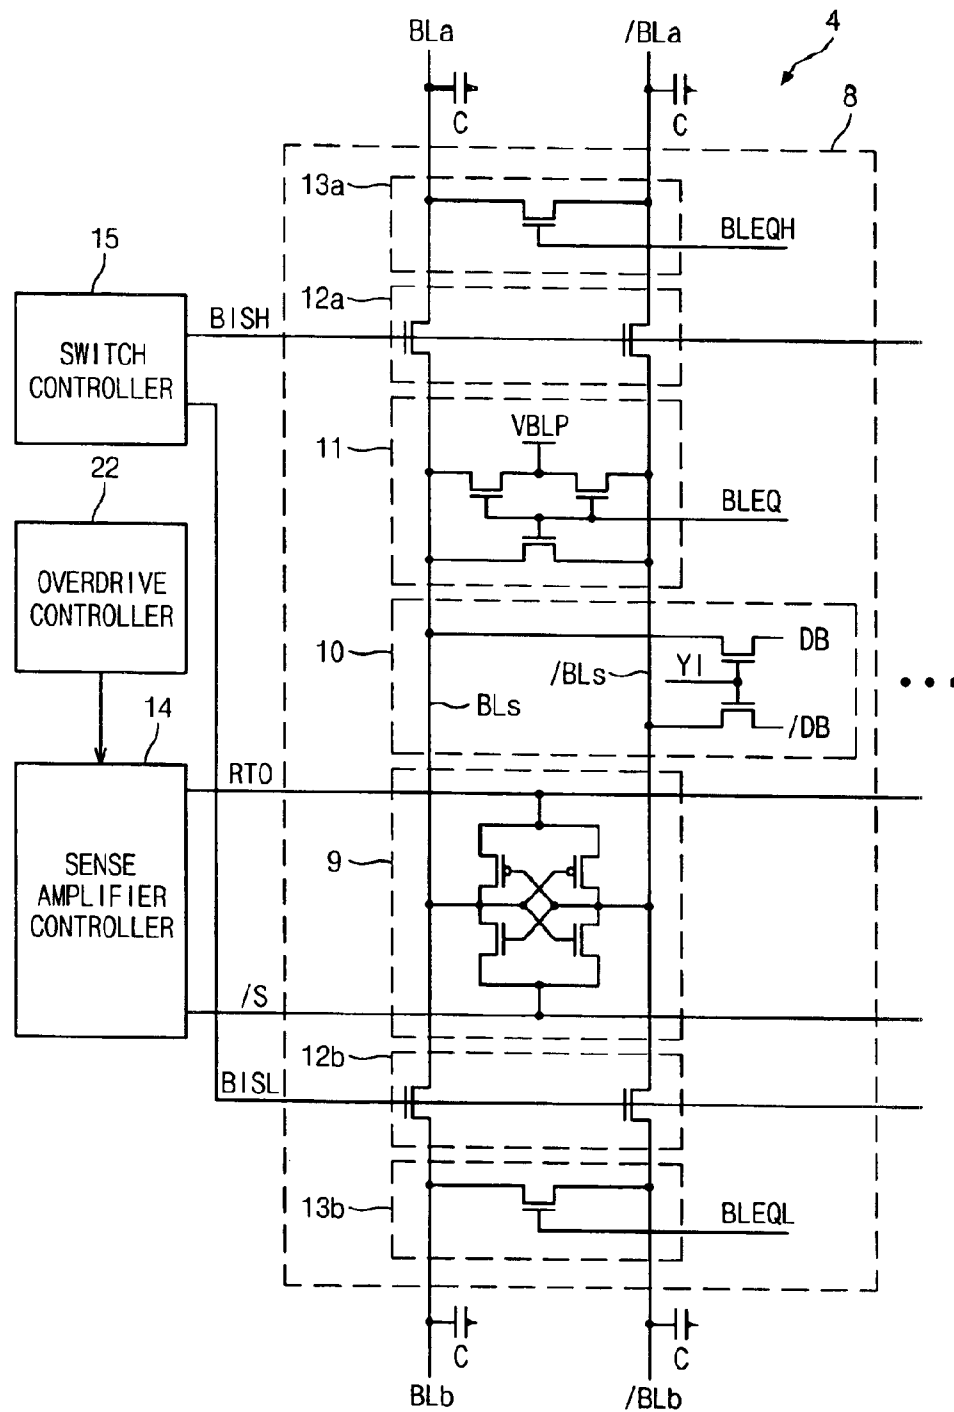 BLa
/BLa
4
C
C
8
13a
BLEQH
15
12a
BISH
SWITCH
CONTROLLER
11
VBLP
22
BLEQ
OVERDRIVE
CONTROLLER
10
DB
/BLs
YI
BLs
/DB
14
RTO
9
SENSE
AMPLIFIER
CONTROLLER
/S
12b
BISL
13b
BLEQL
C
C
BLb
/BLb